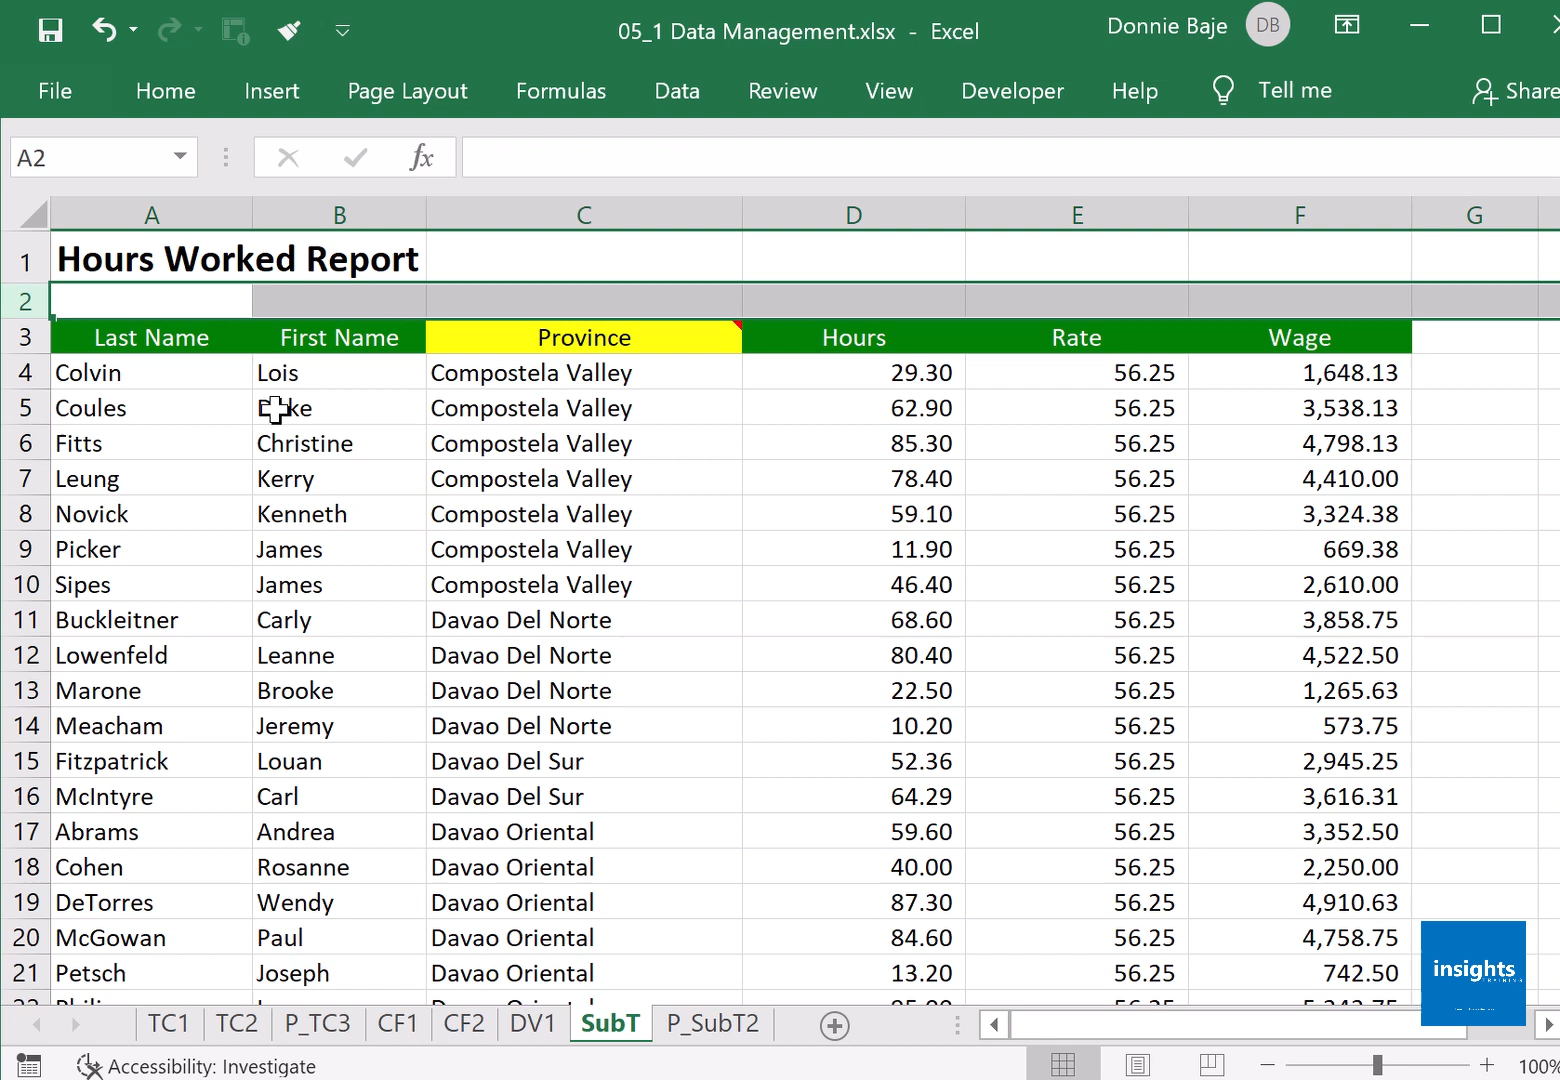 05_1 Data Management.xlsx - Excel
Donnie Baje DB
File Home Insert Page Layout Formulas Data Review View Developer Help Tell me Share
A2 fx
A B C D E F G
1 Hours Worked Report
2
3 Last Name First Name Province Hours Rate Wage
4 Colvin Lois Compostela Valley 29.30 56.25 1,648.13
5 Coules Compostela Valley 62.90 56.25 3,538.13
6 Fitts Christine Compostela Valley 85.30 56.25 4,798.13
7 Leung Kerry Compostela Valley 78.40 56.25 4,410.00
8 Novick Kenneth Compostela Valley 59.10 56.25 3,324.38
9 Picker James Compostela Valley 11.90 56.25 669.38
10 Sipes James Compostela Valley 46.40 56.25 2,610.00
11 Buckleitner Carly Davao Del Norte 68.60 56.25 3,858.75
12 Lowenfeld Leanne Davao Del Norte 80.40 56.25 4,522.50
13 Marone Brooke Davao Del Norte 22.50 56.25 1,265.63
14 Meacham Jeremy Davao Del Norte 10.20 56.25 573.75
15 Fitzpatrick Louan Davao Del Sur 52.36 56.25 2,945.25
16 McIntyre Carl Davao Del Sur 64.29 56.25 3,616.31
17 Abrams Andrea Davao Oriental 59.60 56.25 3,352.50
18 Cohen Rosanne Davao Oriental 40.00 56.25 2,250.00
19 DeTorres Wendy Davao Oriental 87.30 56.25 4,910.63
20 McGowan Paul Davao Oriental 84.60 56.25 4,758.75
21 Petsch Joseph Davao Oriental 13.20 56.25 742.50
insights
TC1 TC2 P_TC3 CF1 CF2 DV1 SubT P_SubT2
Accessibility: Investigate 100%